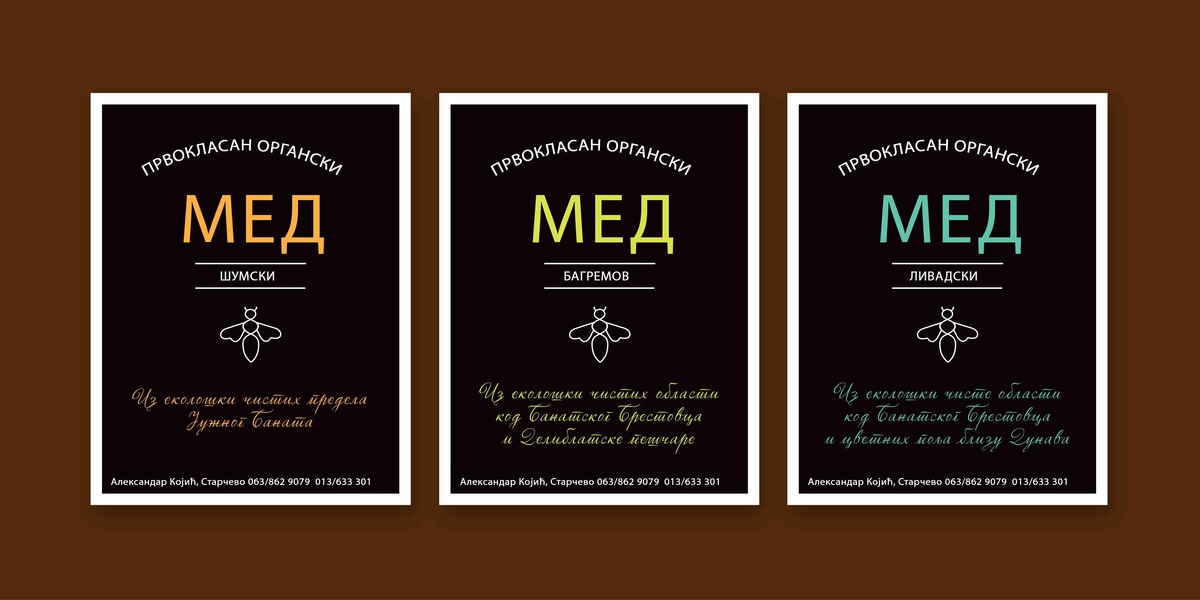 ПРВОКЛАСАН ОРГАНСКИ
МЕД
ШУМСКИ
Из еколошки чистих предела
Јужног Баната
Александар Којић, Старчево 063/862 9079 013/633 301
ПРВОКЛАСАН ОРГАНСКИ
МЕД
БАГРЕМОВ
Из еколошки чистих области
код Банатског Брестовца
и Делиблатске пешчаре
Александар Којић, Старчево 063/862 9079 013/633 301
ПРВОКЛАСАН ОРГАНСКИ
МЕД
ЛИВАДСКИ
Из еколошки чисте области
код Банатског Брестовца
и цветних поља близу Дунава
Александар Којић, Старчево 063/862 9079 013/633 301